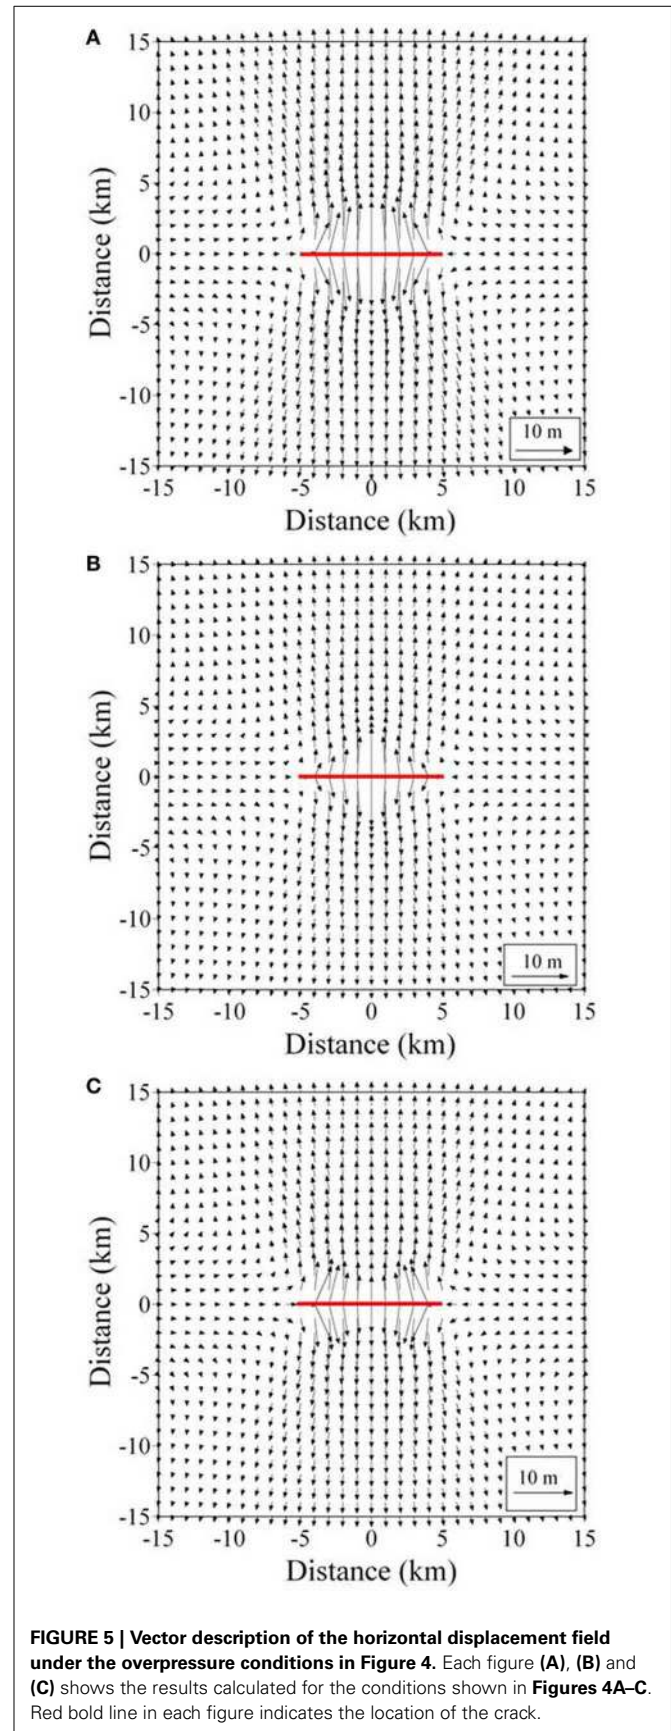 A
15
10
5
0
-5
-10
-15
Distance (km)
10 m
-15 -10 -5 0 5 10 15
Distance (km)
B
15
10
5
0
-5
-10
-15
Distance (km)
10 m
-15 -10 -5 0 5 10 15
Distance (km)
C
15
10
5
0
-5
-10
-15
Distance (km)
10 m
-15 -10 -5 0 5 10 15
Distance (km)
FIGURE 5 | Vector description of the horizontal displacement field
under the overpressure conditions in Figure 4. Each figure (A), (B) and
(C) shows the results calculated for the conditions shown in Figures 4A–C.
Red bold line in each figure indicates the location of the crack.